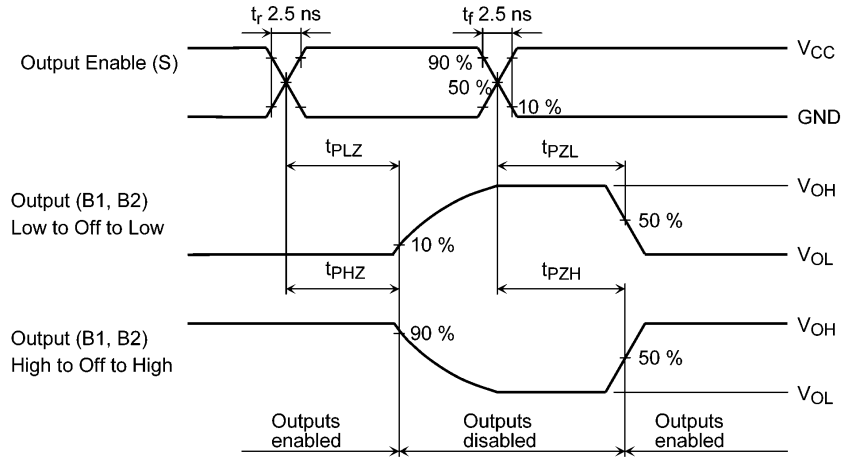 tr 2.5 ns
tf 2.5 ns
Output Enable (S)
90 %
50 %
10 %
VCC
GND
tPLZ
tPZL
Output (B1, B2)
Low to Off to Low
VOH
50 %
10 %
VOL
tPHZ
tPZH
Output (B1, B2)
High to Off to High
90 %
VOH
50 %
VOL
Outputs
enabled
Outputs
disabled
Outputs
enabled